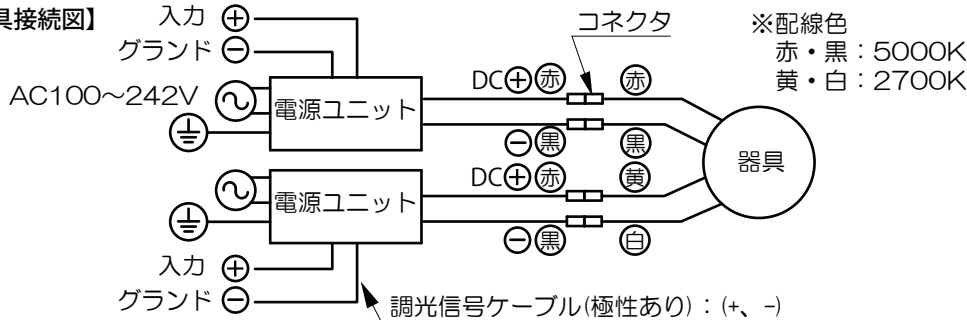 具接続図】
入力 ⊕
グランド ⊖
AC100～242V
電源ユニット
コネクタ
※配線色
赤・黒：5000K
黄・白：2700K
DC⊕赤 赤
⊖黒 黒
器具
DC⊕赤 黄
⊖黒 白
電源ユニット
入力 ⊕
グランド ⊖
調光信号ケーブル(極性あり)：(+、-)